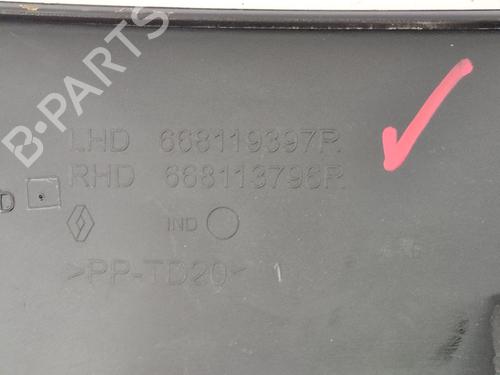 B-PARTS
LHD 668119397R
RHD 668113796R
D
IND
>PP-TD20< 1